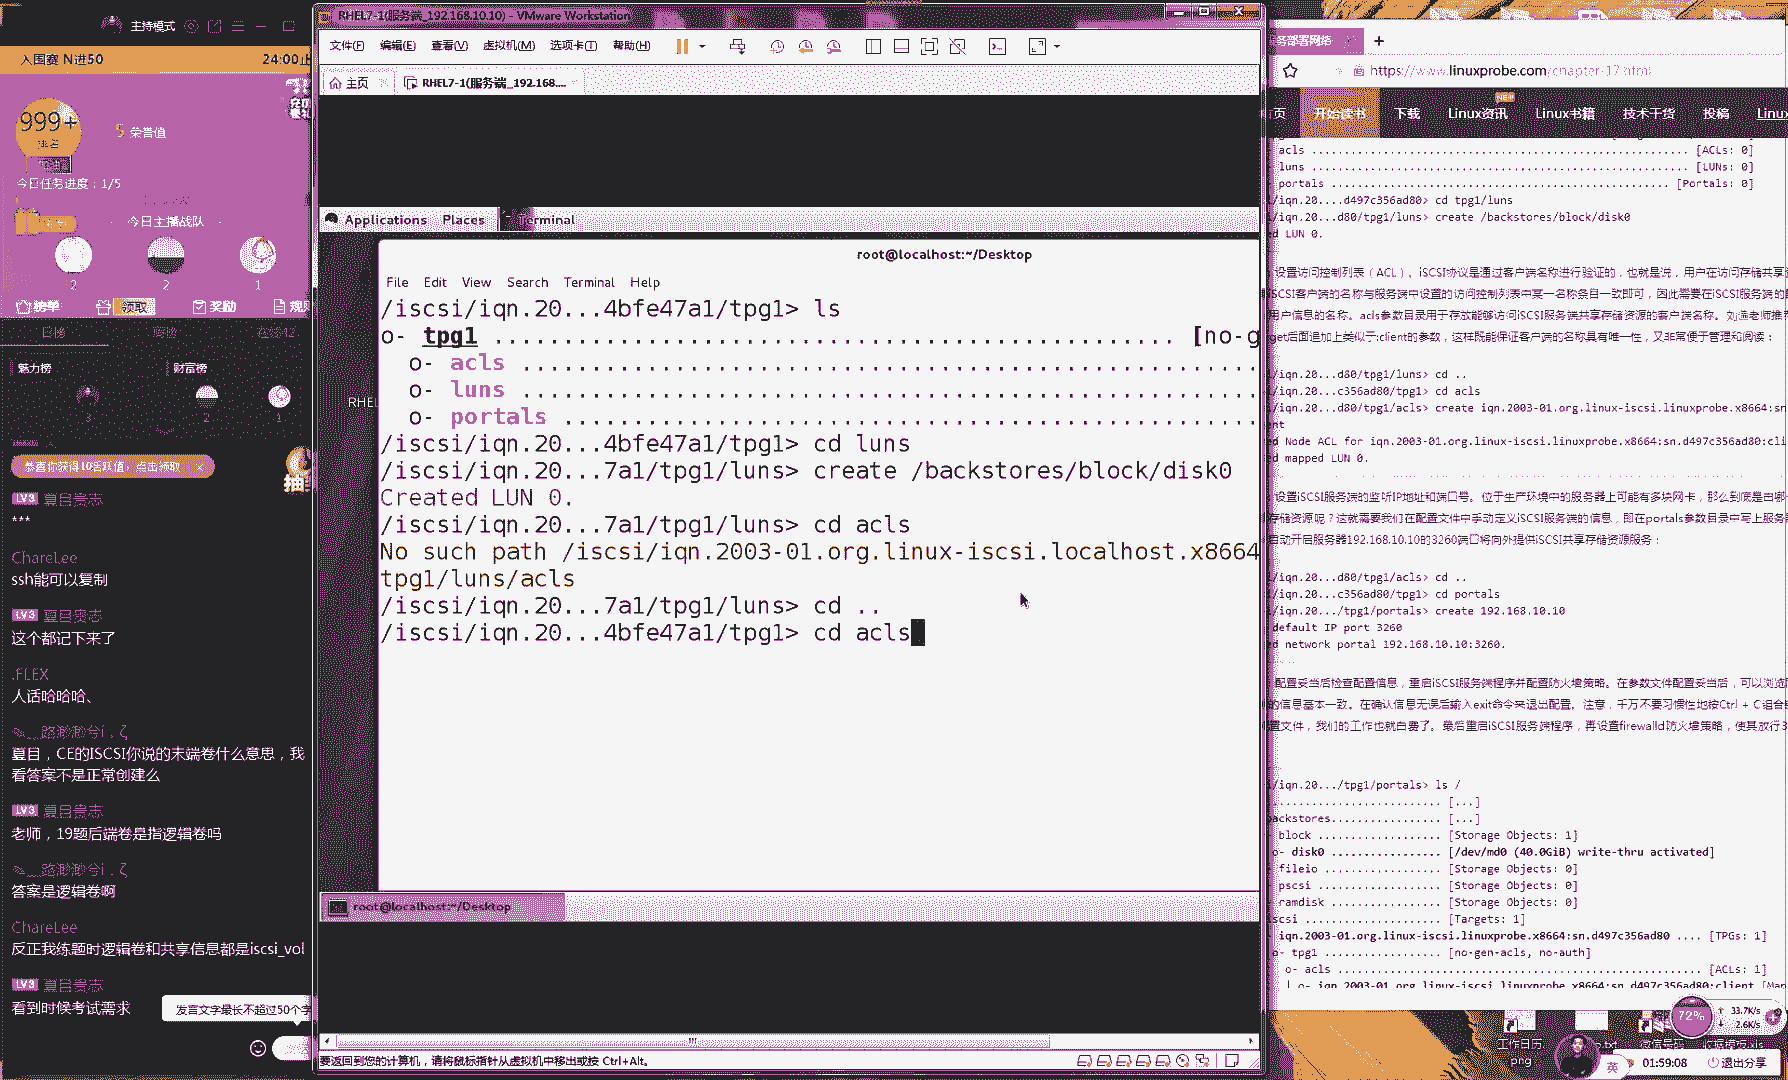 主持模式
入围赛 N进50
24:00止
999+
5 荣誉值
今日任务进度：1/5
今日主播战队
2
2
1
榜单
领取
奖励
规则
魅力榜
财富榜
3
2
1
恭喜你获得10荣誉值，点击领取 ×
LV3 夏目贵志
***
ChareLee
ssh能可以复制
LV3 夏目贵志
这个都记下来了
.FLEX
人话哈哈哈、
夏目，CE的ISCSI你说的末端卷什么意思，我
看答案不是正常创建么
LV3 夏目贵志
老师，19题后端卷是指逻辑卷吗
答案是逻辑卷啊
ChareLee
反正我练题时逻辑卷和共享信息都是iscsi_vol
LV3 夏目贵志
看到时候考试需求
发言文字最长不超过50个字
RHEL7-1(服务端_192.168.10.10) - VMware Workstation
文件(F) 编辑(E) 查看(V) 虚拟机(M) 选项卡(T) 帮助(H)
主页
RHEL7-1(服务端_192.168....
Applications Places Terminal
root@localhost:~/Desktop
File Edit View Search Terminal Help
/iscsi/iqn.20...4bfe47a1/tpg1> ls
o- tpg1 ................................................ [no-g
o- acls ....................................................
o- luns ....................................................
o- portals .................................................
/iscsi/iqn.20...4bfe47a1/tpg1> cd luns
/iscsi/iqn.20...7a1/tpg1/luns> create /backstores/block/disk0
Created LUN 0.
/iscsi/iqn.20...7a1/tpg1/luns> cd acls
No such path /iscsi/iqn.2003-01.org.linux-iscsi.localhost.x8664
tpg1/luns/acls
/iscsi/iqn.20...7a1/tpg1/luns> cd ..
/iscsi/iqn.20...4bfe47a1/tpg1> cd acls
RHEL
root@localhost:~/Desktop
要返回到您的计算机，请将鼠标指针从虚拟机中移出或按 Ctrl+Alt。
务部署网络
https://www.linuxprobe.com/chapter-17.html
页 开始读书 下载 Linux资讯 NEW Linux书籍 技术干货 投稿 Linu
acls ................................................ [ACLs: 0]
luns ................................................ [LUNs: 0]
portals ............................................. [Portals: 0]
/iqn.20....d497c356ad80> cd tpg1/luns
/iqn.20...d80/tpg1/luns> create /backstores/block/disk0
ed LUN 0.
设置访问控制列表（ACL）。iSCSI协议是通过客户端名称进行验证的，也就是说，用户在访问存储共享
iSCSI客户端的名称与服务端中设置的访问控制列表中某一名称条目一致即可，因此需要在iSCSI服务端的
用户信息的名称。acls参数目录用于存放能够访问iSCSI服务端共享存储资源的客户端名称。刘遄老师推荐
get后面追加上类似于:client的参数，这样既能保证客户端的名称具有唯一性，又非常便于管理和阅读：
/iqn.20...d80/tpg1/luns> cd ..
/iqn.20...c356ad80/tpg1> cd acls
/iqn.20...d80/tpg1/acls> create iqn.2003-01.org.linux-iscsi.linuxprobe.x8664:sn
ent
ed Node ACL for iqn.2003-01.org.linux-iscsi.linuxprobe.x8664:sn.d497c356ad80:cli
ed mapped LUN 0.
设置iSCSI服务端的监听IP地址和端口号。位于生产环境中的服务器上可能有多块网卡，那么到底是由哪
存储资源呢？这就需要我们在配置文件中手动定义iSCSI服务端的信息，即在portals参数目录中写上服务器
自动开启服务器192.168.10.10的3260端口将向外提供iSCSI共享存储资源服务：
/iqn.20...d80/tpg1/acls> cd ..
/iqn.20...c356ad80/tpg1> cd portals
/iqn.20.../tpg1/portals> create 192.168.10.10
default IP port 3260
ed network portal 192.168.10.10:3260.
配置妥当后检查配置信息，重启iSCSI服务端程序并配置防火墙策略。在参数文件配置妥当后，可以浏览
的信息基本一致。在确认信息无误后输入exit命令来退出配置。注意，千万不要习惯性地按Ctrl + C组合
置文件，我们的工作也就白费了。最后重启iSCSI服务端程序，再设置firewalld防火墙策略，使其放行3
/iqn.20.../tpg1/portals> ls /
........................ [...]
backstores................. [...]
block .................. [Storage Objects: 1]
o- disk0 ................ [/dev/md0 (40.0GiB) write-thru activated]
fileio ................. [Storage Objects: 0]
pscsi .................. [Storage Objects: 0]
ramdisk ................ [Storage Objects: 0]
iscsi .................... [Targets: 1]
iqn.2003-01.org.linux-iscsi.linuxprobe.x8664:sn.d497c356ad80 .... [TPGs: 1]
o- tpg1 .................. [no-gen-acls, no-auth]
o- acls ........................................... [ACLs: 1]
| o- iqn.2003-01.org.linux-iscsi.linuxprobe.x8664:sn.d497c356ad80:client [Map
72%
33.7K/s
2.6K/s
工作日历.
png
.txt
.xls
英
01:59:08
退出分享